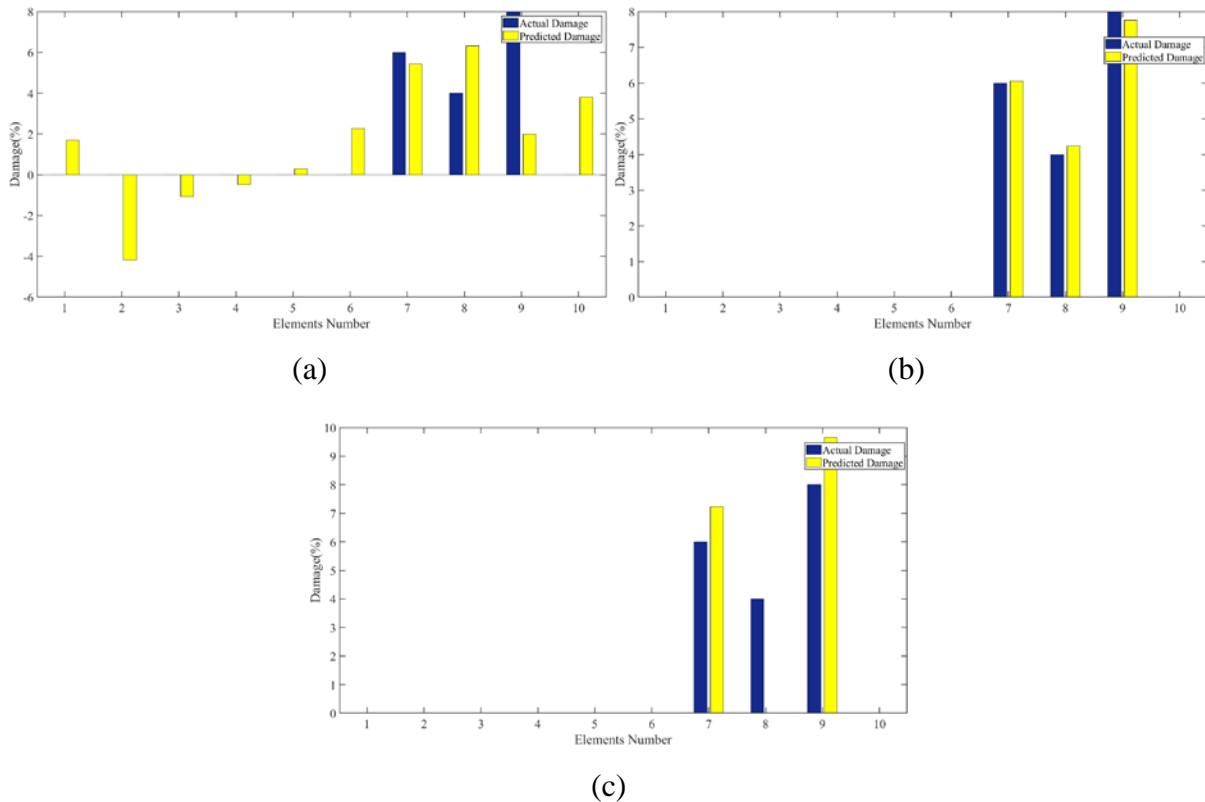 8
6
4
2
0
-2
-4
-6
Damage(%)
1 2 3 4 5 6 7 8 9 10
Elements Number
Actual Damage
Predicted Damage
(a)
8
7
6
5
4
3
2
1
0
Damage(%)
1 2 3 4 5 6 7 8 9 10
Elements Number
Actual Damage
Predicted Damage
(b)
10
9
8
7
6
5
4
3
2
1
0
Damage(%)
1 2 3 4 5 6 7 8 9 10
Elements Number
Actual Damage
Predicted Damage
(c)